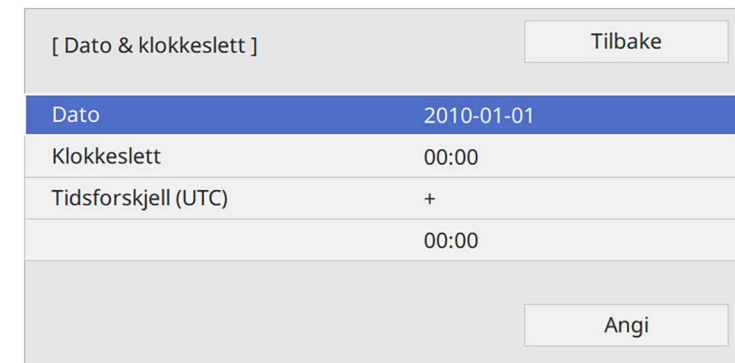 [ Dato & klokkeslett ] Tilbake
Dato 2010-01-01
Klokkeslett 00:00
Tidsforskjell (UTC) +
00:00
Angi